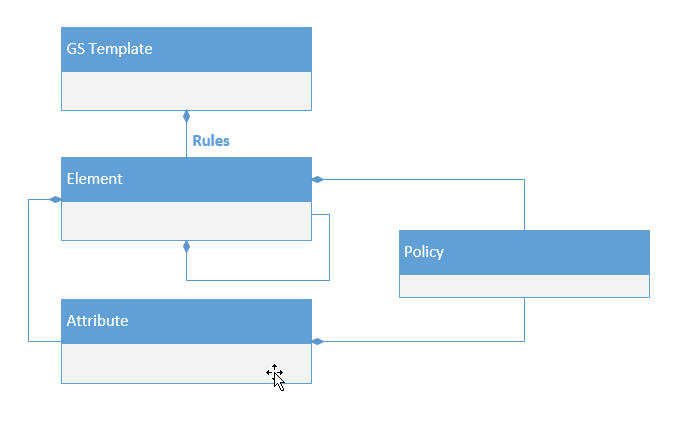 GS Template
Rules
Element
Policy
Attribute